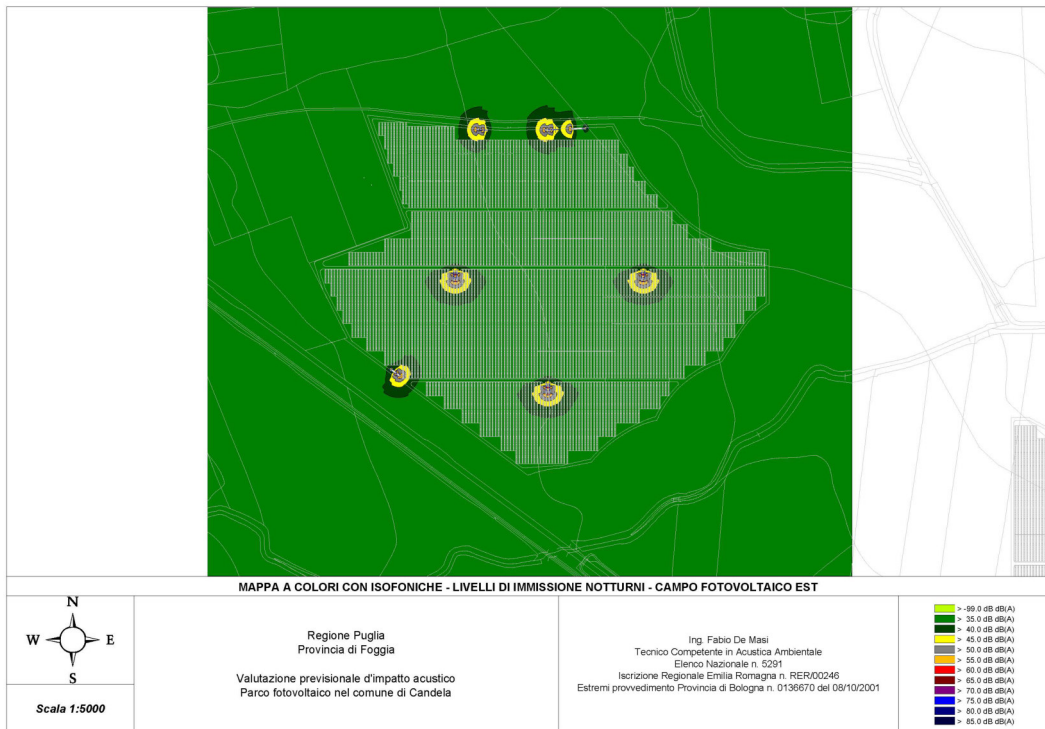 MAPPA A COLORI CON ISOFONICHE - LIVELLI DI IMMISSIONE NOTTURNI - CAMPO FOTOVOLTAICO EST
N
W E
S
Scala 1:5000
Regione Puglia
Provincia di Foggia
Valutazione previsionale d'impatto acustico
Parco fotovoltaico nel comune di Candela
Ing. Fabio De Masi
Tecnico Competente in Acustica Ambientale
Elenco Nazionale n. 5291
Iscrizione Regionale Emilia Romagna n. RER/00246
Estremi provvedimento Provincia di Bologna n. 0136670 del 08/10/2001
> -99.0 dB dB(A)
> 35.0 dB dB(A)
> 40.0 dB dB(A)
> 45.0 dB dB(A)
> 50.0 dB dB(A)
> 55.0 dB dB(A)
> 60.0 dB dB(A)
> 65.0 dB dB(A)
> 70.0 dB dB(A)
> 75.0 dB dB(A)
> 80.0 dB dB(A)
> 85.0 dB dB(A)